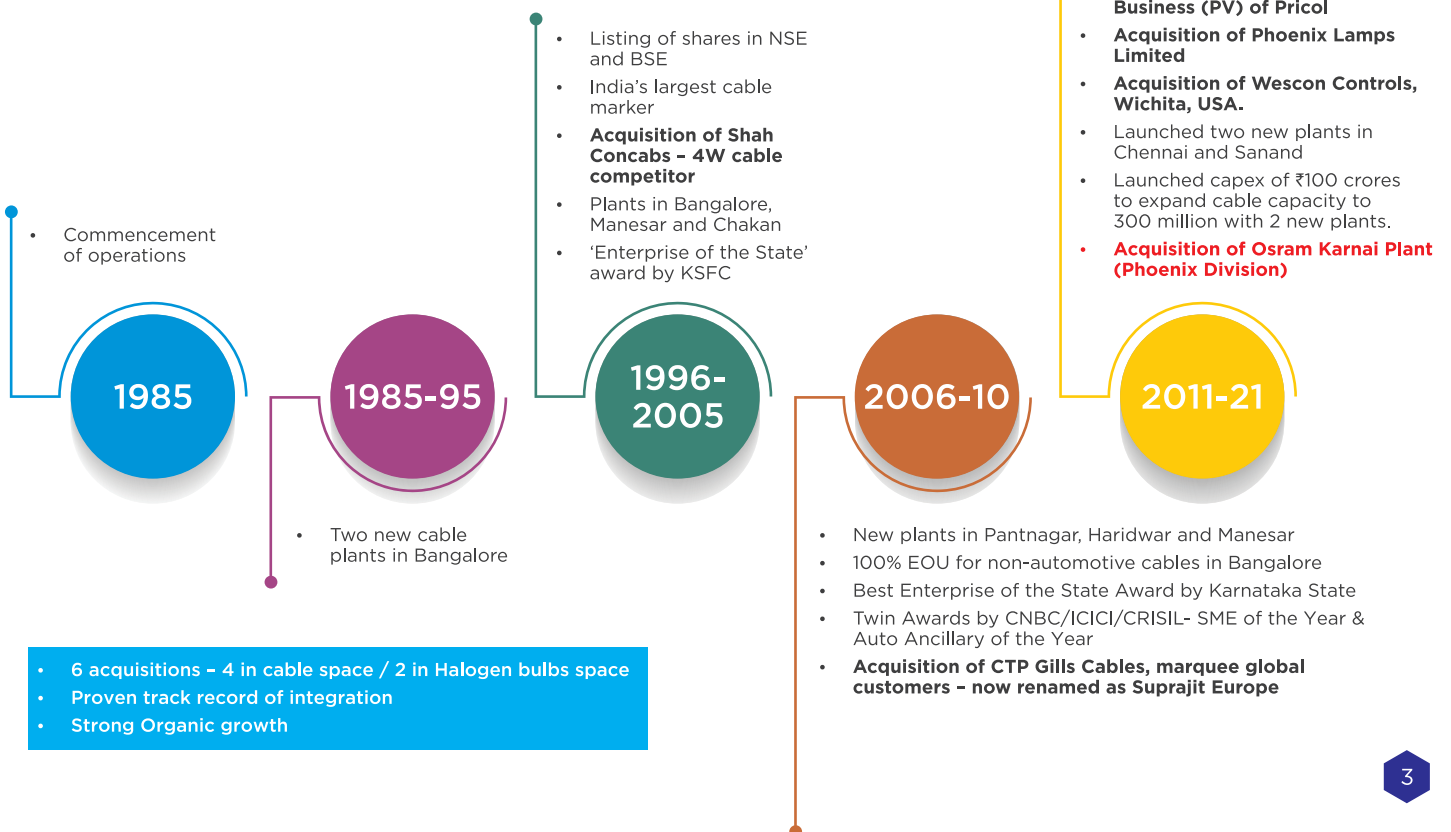 Business (PV) of Pricol
• Acquisition of Phoenix Lamps
Limited
• Acquisition of Wescon Controls,
Wichita, USA.
• Launched two new plants in
Chennai and Sanand
• Launched capex of ₹100 crores
to expand cable capacity to
300 million with 2 new plants.
• Acquisition of Osram Karnai Plant
(Phoenix Division)
• Listing of shares in NSE
and BSE
• India's largest cable
marker
• Acquisition of Shah
Concabs – 4W cable
competitor
• Plants in Bangalore,
Manesar and Chakan
• 'Enterprise of the State'
award by KSFC
• Commencement
of operations
1985
1985-95
1996-
2005
2006-10
2011-21
• Two new cable
plants in Bangalore
• New plants in Pantnagar, Haridwar and Manesar
• 100% EOU for non-automotive cables in Bangalore
• Best Enterprise of the State Award by Karnataka State
• Twin Awards by CNBC/ICICI/CRISIL- SME of the Year &
Auto Ancillary of the Year
• Acquisition of CTP Gills Cables, marquee global
customers – now renamed as Suprajit Europe
• 6 acquisitions – 4 in cable space / 2 in Halogen bulbs space
• Proven track record of integration
• Strong Organic growth
3